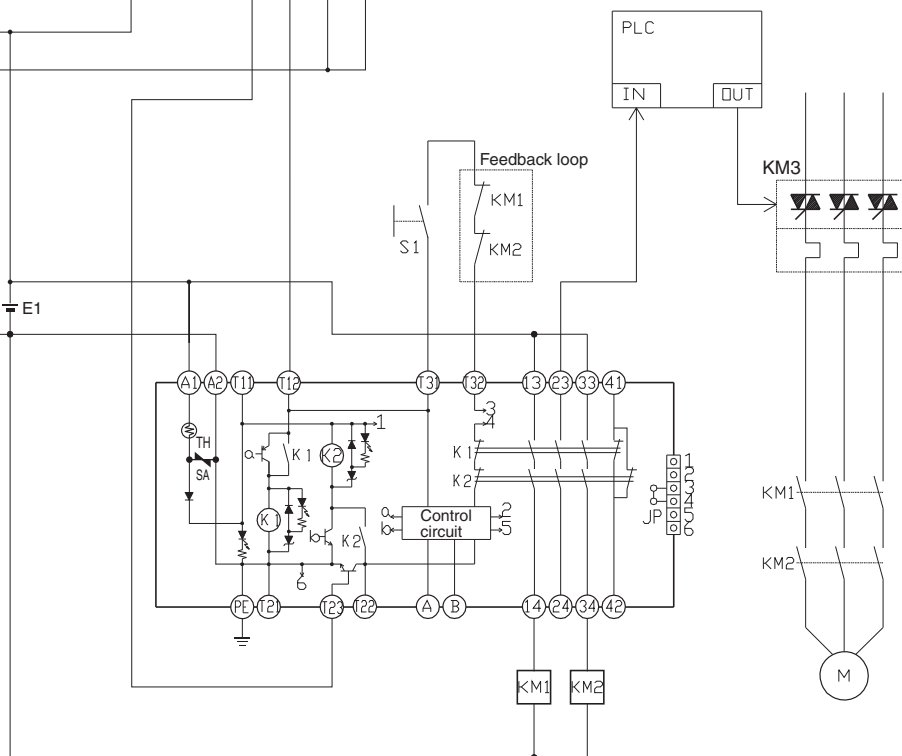 PLC
IN OUT
Feedback loop
KM3
KM1
S1
KM2
E1
A1 A2 T11 T12 T31 T32 13 23 33 41
3
4
1
TH
SA
a
K1
K2
K1
K2
1
2
3
4
5
6
JP
K1
b
K2
a
b
Control
circuit
2
5
6
PE T21 T23 T22 A B 14 24 34 42
KM1
KM2
KM1 KM2
M